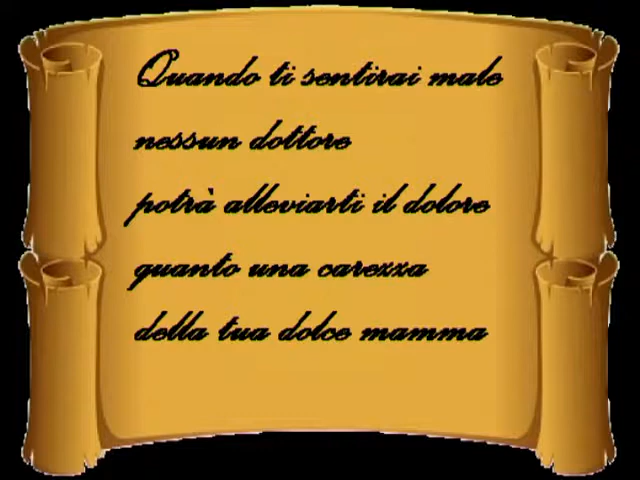 Quando ti sentirai male
nessun dottore
potrà alleviarti il dolore
quanto una carezza
della tua dolce mamma